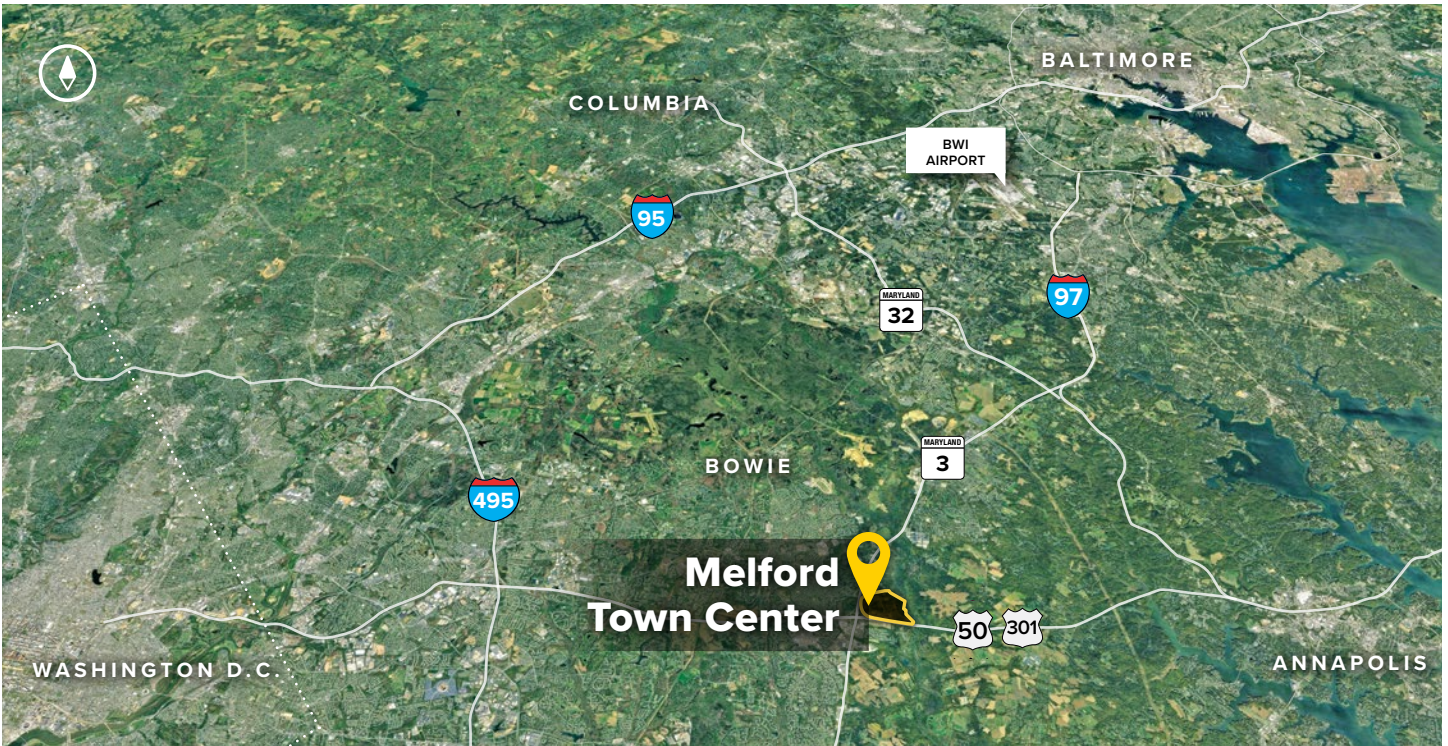 BALTIMORE
COLUMBIA
BWI
AIRPORT
95
MARYLAND
32
97
MARYLAND
3
BOWIE
495
Melford
Town Center
50
301
WASHINGTON D.C.
ANNAPOLIS